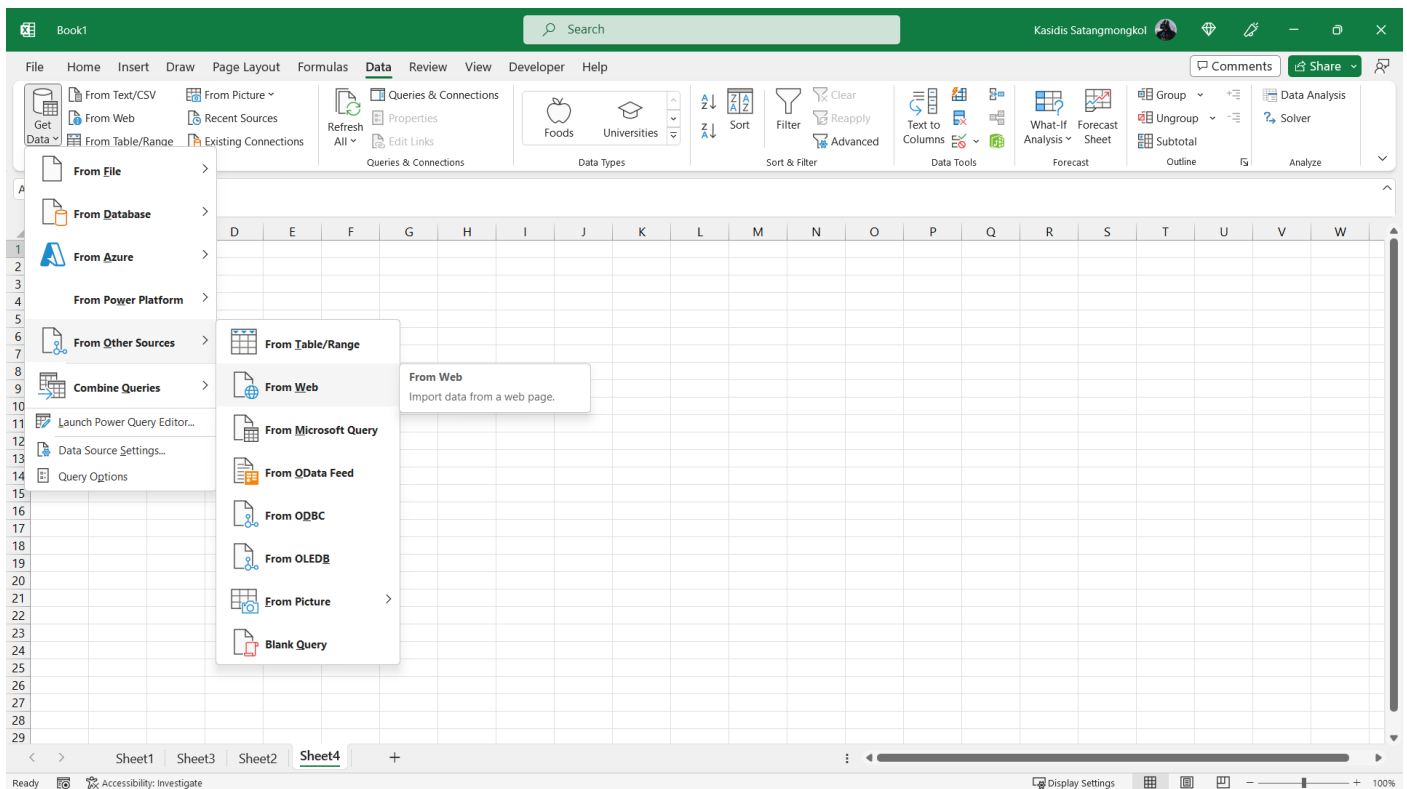 Book1
Search
Kasidis Satangmongkol
File Home Insert Draw Page Layout Formulas Data Review View Developer Help
Comments Share
Get Data
From Text/CSV
From Web
From Table/Range
From Picture
Recent Sources
Existing Connections
Refresh All
Queries & Connections
Properties
Edit Links
Queries & Connections
Foods
Universities
Data Types
Sort
Filter
Clear
Reapply
Advanced
Sort & Filter
Text to Columns
Data Tools
What-If Analysis
Forecast Sheet
Forecast
Group
Ungroup
Subtotal
Outline
Data Analysis
Solver
Analyze
A
From File
From Database
From Azure
From Power Platform
From Other Sources
Combine Queries
Launch Power Query Editor...
Data Source Settings...
Query Options
From Table/Range
From Web
From Microsoft Query
From OData Feed
From ODBC
From OLEDB
From Picture
Blank Query
From Web
Import data from a web page.
D E F G H I J K L M N O P Q R S T U V W
1
2
3
4
5
6
7
8
9
10
11
12
13
14
15
16
17
18
19
20
21
22
23
24
25
26
27
28
29
Sheet1 Sheet3 Sheet2 Sheet4
Ready Accessibility: Investigate Display Settings 100%